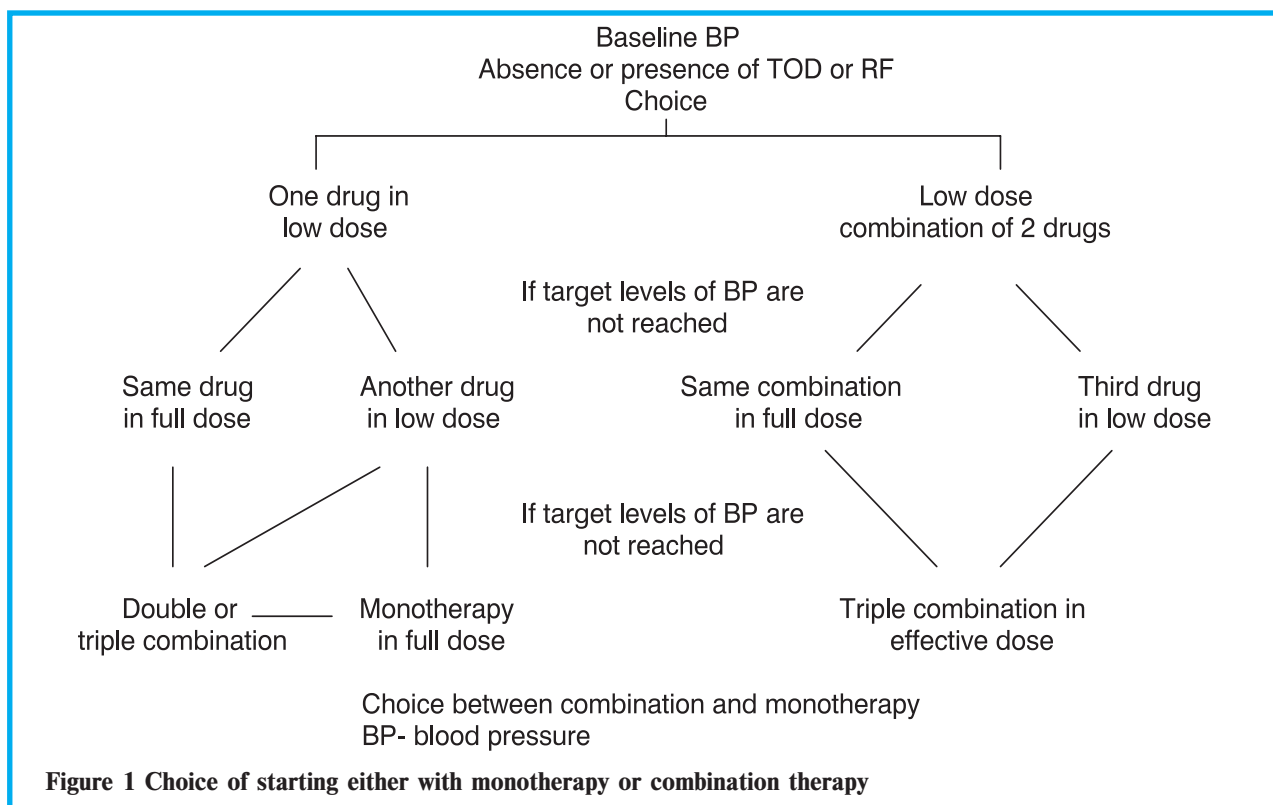 Baseline BP
Absence or presence of TOD or RF
Choice
One drug in
low dose
Low dose
combination of 2 drugs
If target levels of BP are
not reached
Same drug
in full dose
Another drug
in low dose
Same combination
in full dose
Third drug
in low dose
If target levels of BP are
not reached
Double or
triple combination
Monotherapy
in full dose
Triple combination in
effective dose
Choice between combination and monotherapy
BP- blood pressure
Figure 1 Choice of starting either with monotherapy or combination therapy